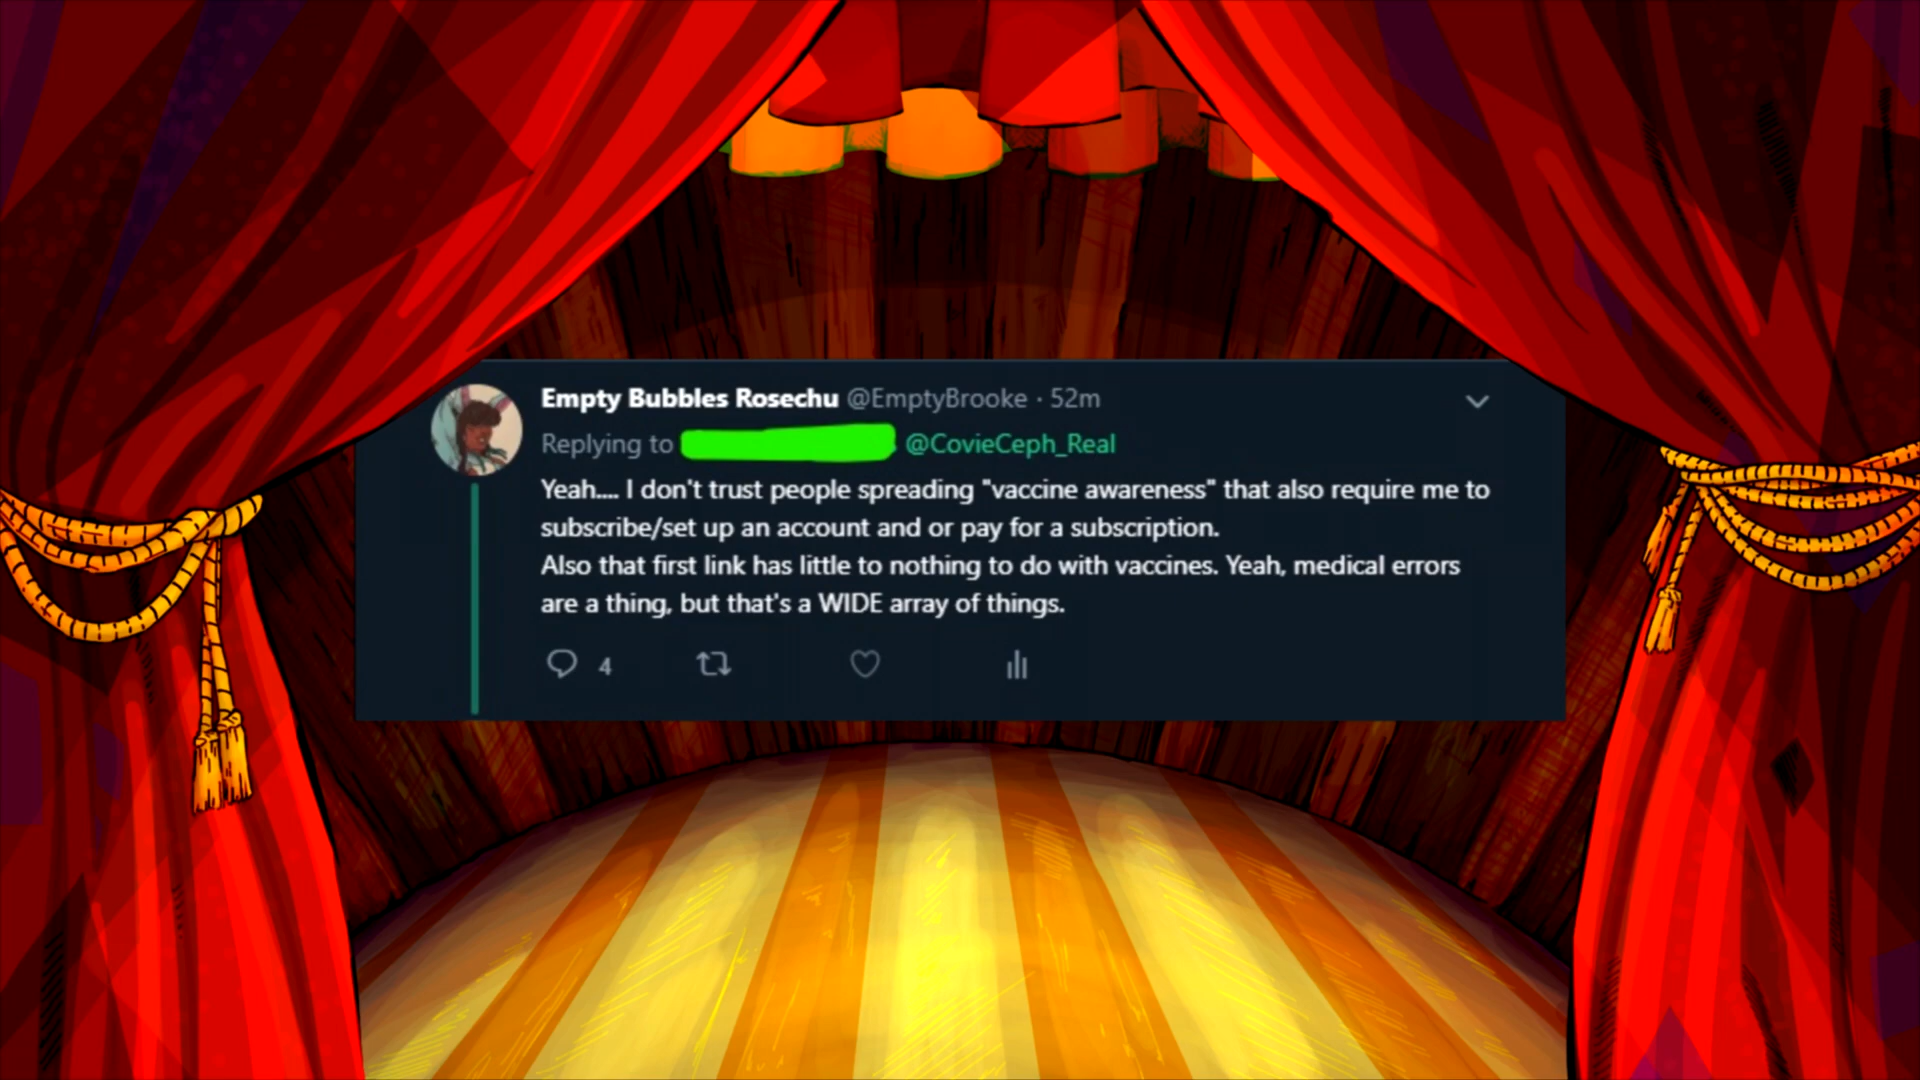 Empty Bubbles Rosechu @EmptyBrooke · 52m
Replying to @CovieCeph_Real
Yeah.... I don't trust people spreading "vaccine awareness" that also require me to
subscribe/set up an account and or pay for a subscription.
Also that first link has little to nothing to do with vaccines. Yeah, medical errors
are a thing, but that's a WIDE array of things.
4